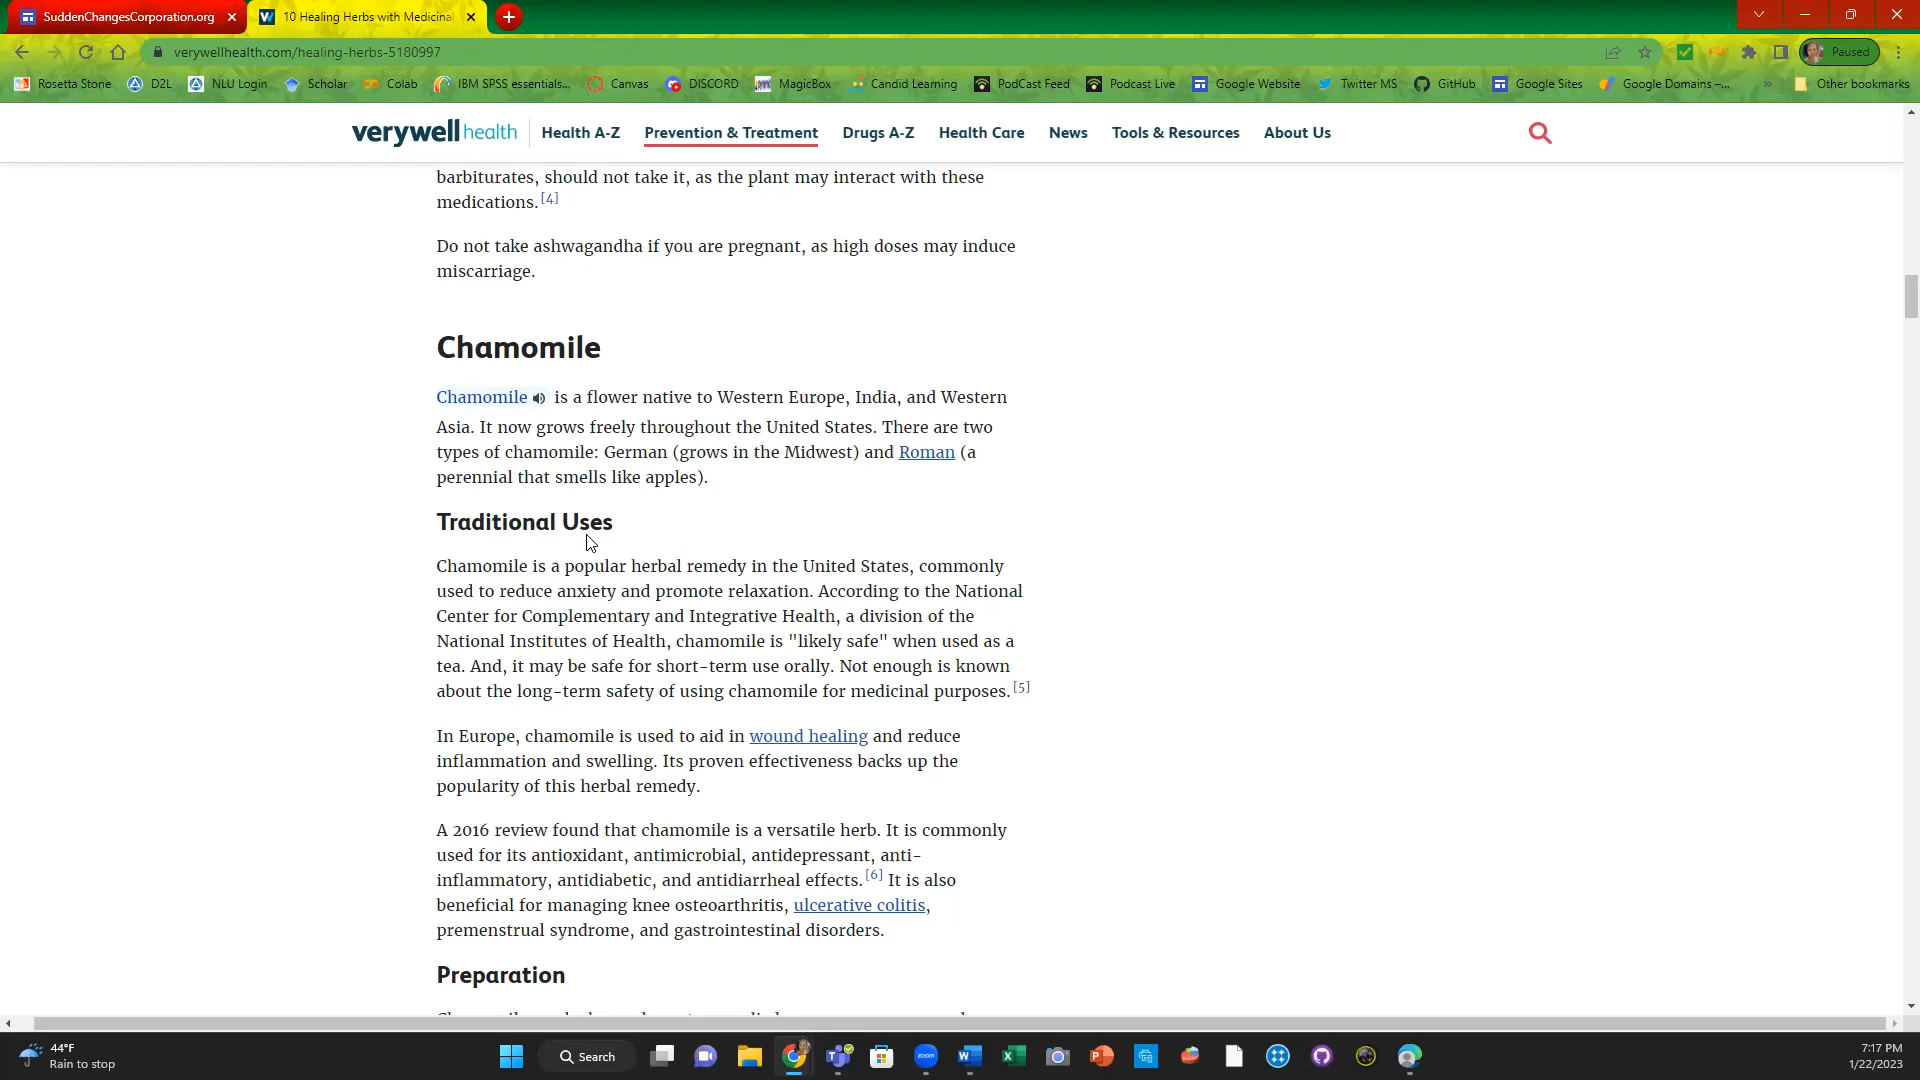 SuddenChangesCorporation.org
10 Healing Herbs with Medicinal
verywellhealth.com/healing-herbs-5180997
Paused
Rosetta Stone
D2L
NLU Login
Scholar
Colab
IBM SPSS essentials...
Canvas
DISCORD
MagicBox
Candid Learning
PodCast Feed
Podcast Live
Google Website
Twitter MS
GitHub
Google Sites
Google Domains –...
»
Other bookmarks
verywell health
Health A-Z
Prevention & Treatment
Drugs A-Z
Health Care
News
Tools & Resources
About Us
barbiturates, should not take it, as the plant may interact with these
medications. [4]
Do not take ashwagandha if you are pregnant, as high doses may induce
miscarriage.
Chamomile
Chamomile is a flower native to Western Europe, India, and Western
Asia. It now grows freely throughout the United States. There are two
types of chamomile: German (grows in the Midwest) and Roman (a
perennial that smells like apples).
Traditional Uses
Chamomile is a popular herbal remedy in the United States, commonly
used to reduce anxiety and promote relaxation. According to the National
Center for Complementary and Integrative Health, a division of the
National Institutes of Health, chamomile is "likely safe" when used as a
tea. And, it may be safe for short-term use orally. Not enough is known
about the long-term safety of using chamomile for medicinal purposes. [5]
In Europe, chamomile is used to aid in wound healing and reduce
inflammation and swelling. Its proven effectiveness backs up the
popularity of this herbal remedy.
A 2016 review found that chamomile is a versatile herb. It is commonly
used for its antioxidant, antimicrobial, antidepressant, anti-
inflammatory, antidiabetic, and antidiarrheal effects. [6] It is also
beneficial for managing knee osteoarthritis, ulcerative colitis,
premenstrual syndrome, and gastrointestinal disorders.
Preparation
44°F
Rain to stop
Search
zoom
7:17 PM
1/22/2023